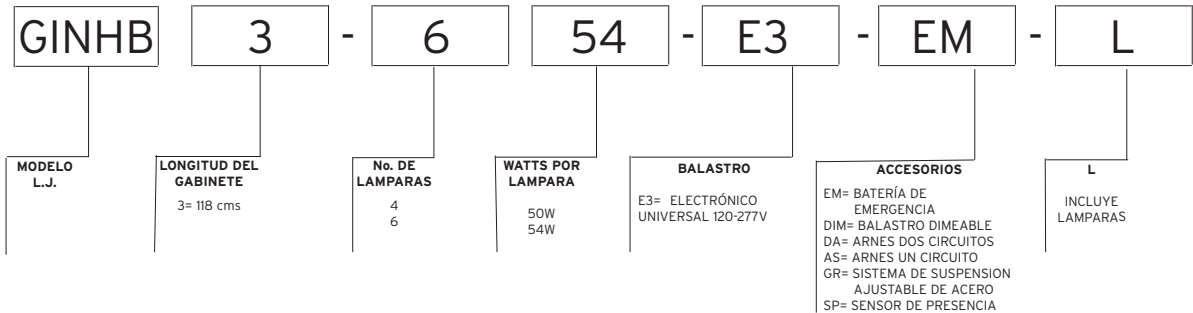 GINHB 3 - 6 54 - E3 - EM - L
MODELO
L.J.
LONGITUD DEL
GABINETE
3= 118 cms
No. DE
LAMPARAS
4
6
WATTS POR
LAMPARA
50W
54W
BALASTRO
E3= ELECTRÓNICO
UNIVERSAL 120-277V
ACCESORIOS
EM= BATERÍA DE
EMERGENCIA
DIM= BALASTRO DIMEABLE
DA= ARNES DOS CIRCUITOS
AS= ARNES UN CIRCUITO
GR= SISTEMA DE SUSPENSION
AJUSTABLE DE ACERO
SP= SENSOR DE PRESENCIA
L
INCLUYE
LAMPARAS